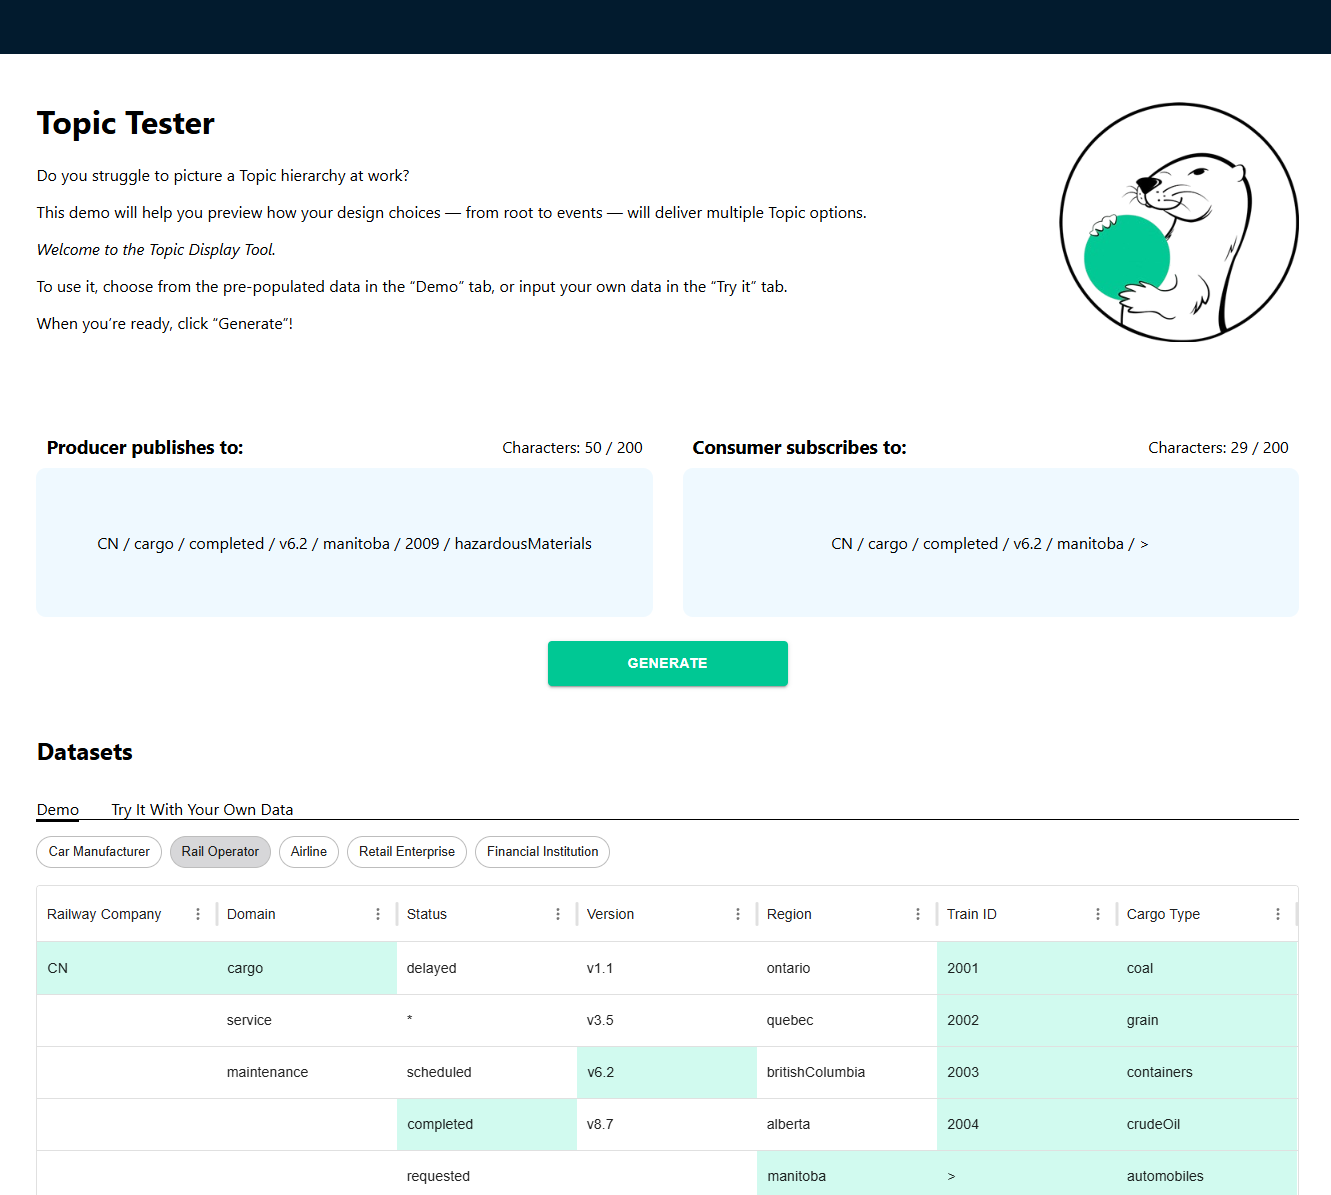 Topic Tester
Do you struggle to picture a Topic hierarchy at work?
This demo will help you preview how your design choices — from root to events — will deliver multiple Topic options.
Welcome to the Topic Display Tool.
To use it, choose from the pre-populated data in the “Demo” tab, or input your own data in the “Try it” tab.
When you’re ready, click “Generate”!
Producer publishes to: Characters: 50 / 200
CN / cargo / completed / v6.2 / manitoba / 2009 / hazardousMaterials
Consumer subscribes to: Characters: 29 / 200
CN / cargo / completed / v6.2 / manitoba / >
GENERATE
Datasets
Demo Try It With Your Own Data
Car Manufacturer Rail Operator Airline Retail Enterprise Financial Institution
Railway Company Domain Status Version Region Train ID Cargo Type
CN cargo delayed v1.1 ontario 2001 coal
service * v3.5 quebec 2002 grain
maintenance scheduled v6.2 britishColumbia 2003 containers
completed v8.7 alberta 2004 crudeOil
requested manitoba > automobiles